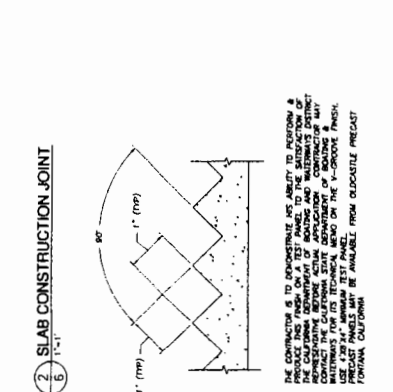 2
6
SLAB CONSTRUCTION JOINT
1"=1'
90°
1" (TYP)
1" (TYP)
THE CONTRACTOR IS TO DEMONSTRATE HIS ABILITY TO PERFORM &
PRODUCE THIS FINISH ON A TEST PANEL TO THE SATISFACTION OF
THE CALIFORNIA DEPARTMENT OF BOATING AND WATERWAYS DISTRICT
REPRESENTATIVE BEFORE ACTUAL APPLICATION. CONTRACTOR MAY
CONTACT THE CALIFORNIA STATE DEPARTMENT OF BOATING &
WATERWAYS FOR ITS TECHNICAL MEMO ON THE V-GROOVE FINISH.
USE 4'X8'X4" MINIMUM TEST PANEL.
PRECAST PANELS MAY BE AVAILABLE FROM OLDCASTLE PRECAST
FONTANA, CALIFORNIA